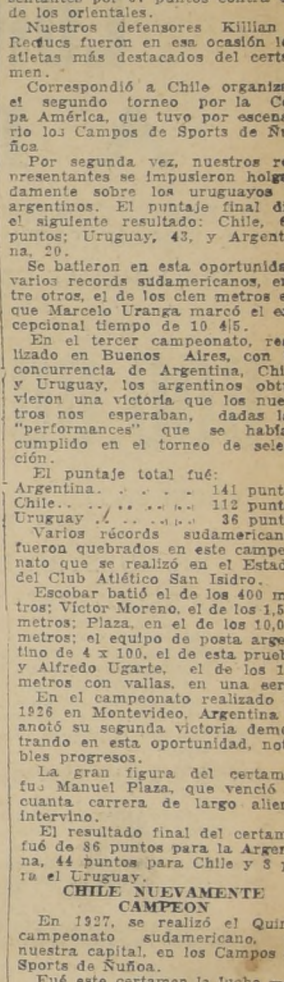 de los orientales.
Nuestros defensores Killian
Reducs fueron en esa ocasión l
atletas más destacados del cert
men.
Correspondió a Chile organiz
el segundo torneo por la C
pa América, que tuvo por escen
rio los Campos de Sports de Ñu
ñoa
Por segunda vez, nuestros r
presentantes se impusieron holg
damente sobre los uruguayos
argentinos. El puntaje final d
el siguiente resultado: Chile,
puntos; Uruguay, 43, y Argent
na, 20.
Se batieron en esta oportunida
varios records sudamericanos, e
tre otros, el de los cien metros e
que Marcelo Uranga marcó el e
cepcional tiempo de 10 4|5.
En el tercer campeonato, re
lizado en Buenos Aires, con
concurrencia de Argentina, Chi
y Uruguay, los argentinos obt
vieron una victoria que los nue
tros nos esperaban, dadas l
"performances" que se habí
cumplido en el torneo de sele
ción.
El puntaje total fué:
Argentina. . . . . 141 punt
Chile.. .. .. .. .. 112 punt
Uruguay .. .. .. .. 36 punt
Varios récords sudamerican
fueron quebrados en este campe
nato que se realizó en el Estad
del Club Atlético San Isidro.
Escobar batió el de los 400 m
tros; Víctor Moreno, el de los 1,5
metros; Plaza, en el de los 10,0
metros; el equipo de posta arge
tino de 4 x 100, el de esta prueb
y Alfredo Ugarte, el de los 1
metros con vallas, en una ser
En el campeonato realizado
1926 en Montevideo, Argentina
anotó su segunda victoria demo
trando en esta oportunidad, not
bles progresos.
La gran figura del certam
fué Manuel Plaza, que venció
cuanta carrera de largo alien
intervino.
El resultado final del certam
fué de 86 puntos para la Argen
na, 44 puntos para Chile y 8 p
ra el Uruguay.
CHILE NUEVAMENTE
CAMPEON
En 1927, se realizó el Quin
campeonato sudamericano,
nuestra capital, en los Campos
Sports de Ñuñoa.